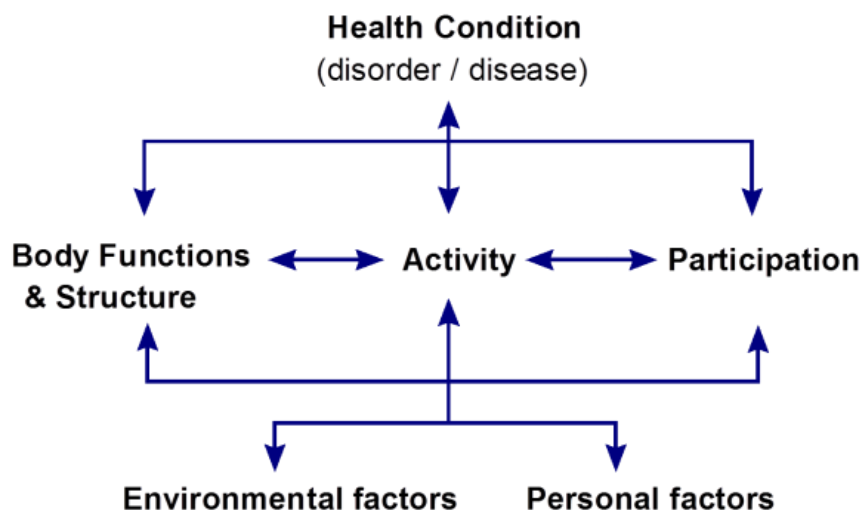 Health Condition
(disorder / disease)
Body Functions
& Structure
Activity
Participation
Environmental factors
Personal factors